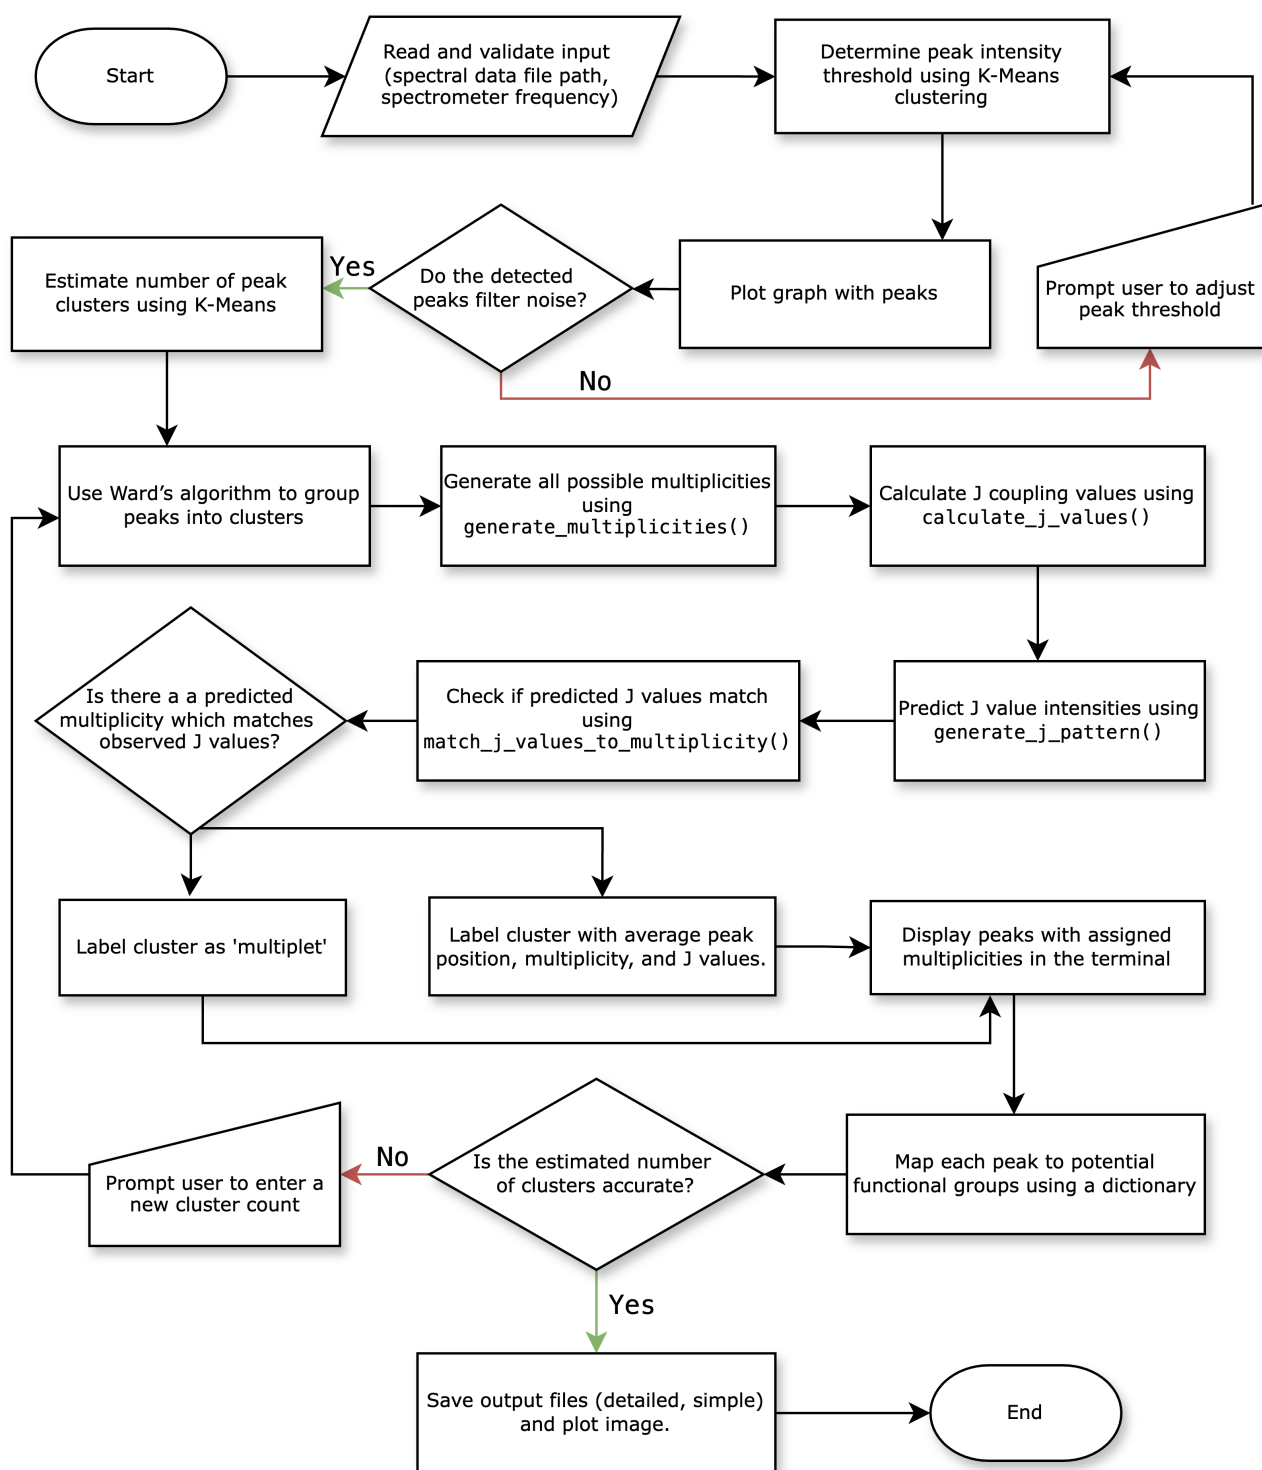 Start
Read and validate input
(spectral data file path,
spectrometer frequency)
Determine peak intensity
threshold using K-Means
clustering
Estimate number of peak
clusters using K-Means
Yes
Do the detected
peaks filter noise?
Plot graph with peaks
Prompt user to adjust
peak threshold
No
Use Ward’s algorithm to group
peaks into clusters
Generate all possible multiplicities
using
generate_multiplicities()
Calculate J coupling values using
calculate_j_values()
Is there a a predicted
multiplicity which matches
observed J values?
Check if predicted J values match
using
match_j_values_to_multiplicity()
Predict J value intensities using
generate_j_pattern()
Label cluster as 'multiplet'
Label cluster with average peak
position, multiplicity, and J values.
Display peaks with assigned
multiplicities in the terminal
Prompt user to enter a
new cluster count
No
Is the estimated number
of clusters accurate?
Map each peak to potential
functional groups using a dictionary
Yes
Save output files (detailed, simple)
and plot image.
End